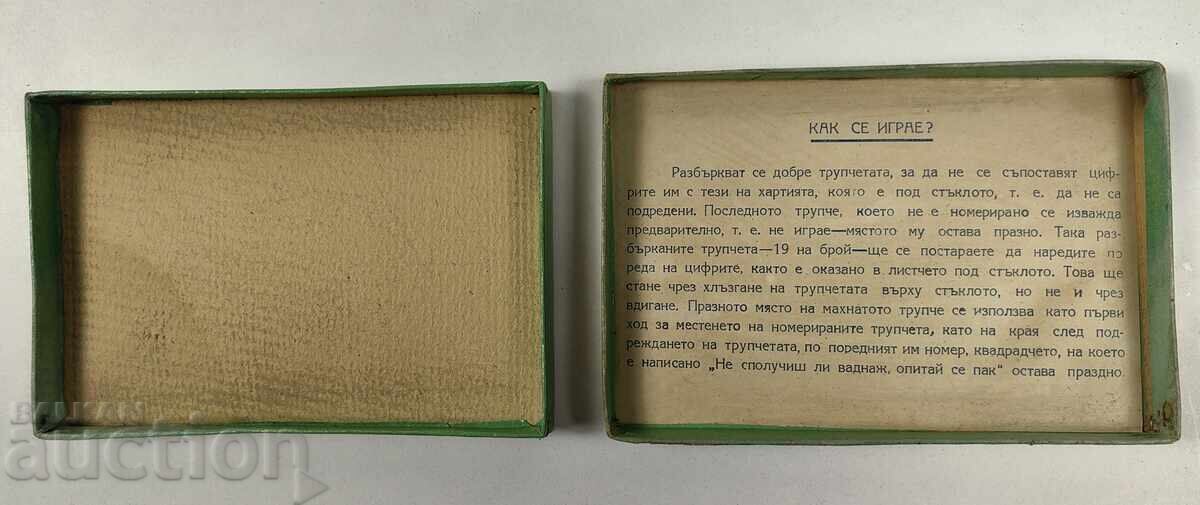 КАК СЕ ИГРАЕ?
Разбъркват се добре трупчетата, за да не се съпоставят циф-
рите им с тези на хартията, която е под стъклото, т. е. да не са
подредени. Последното трупче, което не е номерирано се изважда
предварително, т. е. не играе—мястото му остава празно. Така раз-
бърканите трупчета—19 на брой—ще се постараете да наредите по
реда на цифрите, както е оказано в листчето под стъклото. Това ще
стане чрез хлъзгане на трупчетата върху стъклото, но не и чрез
вдигане. Празното място на махнатото трупче се използва като първи
ход за местенето на номерираните трупчета, като на края след под-
реждането на трупчетата, по поредният им номер, квадрадчето, на което
е написано „Не сполучиш ли ваднаж, опитай се пак“ остава праздно.
BALKAN
auction